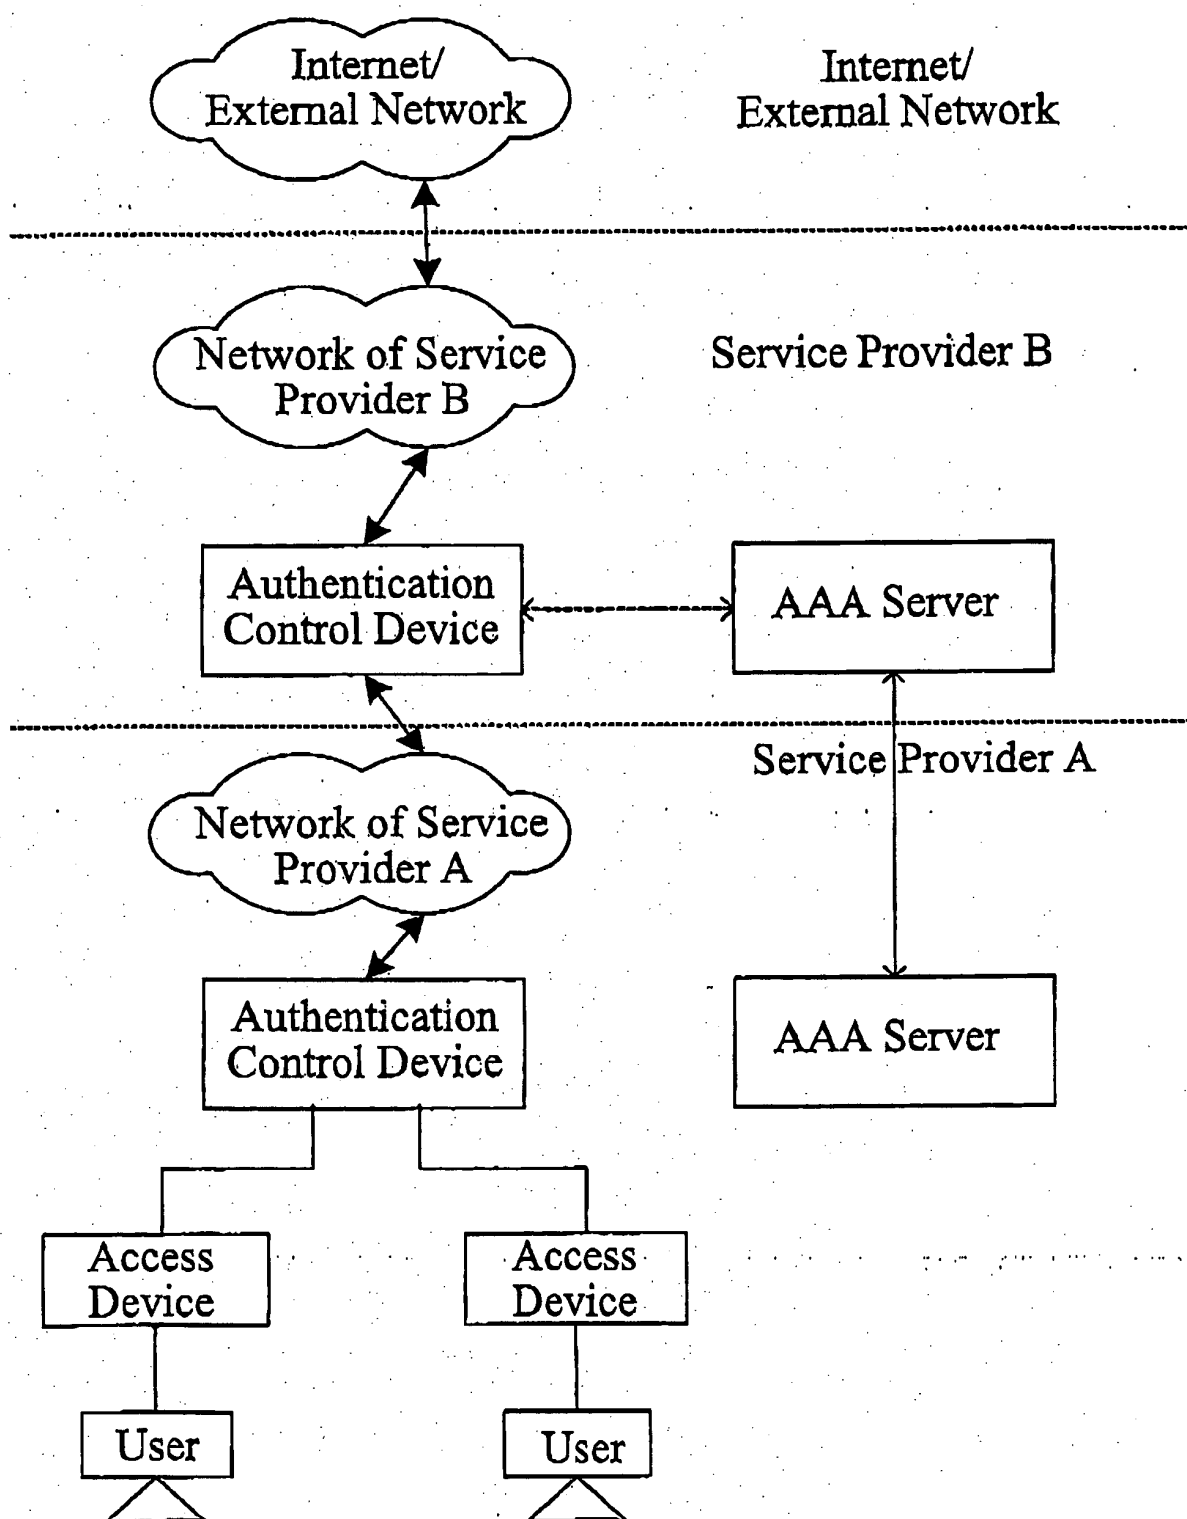 Internet/
External Network
Internet/
External Network
Network of Service
Provider B
Service Provider B
Authentication
Control Device
AAA Server
Service Provider A
Network of Service
Provider A
Authentication
Control Device
AAA Server
Access
Device
Access
Device
User
User